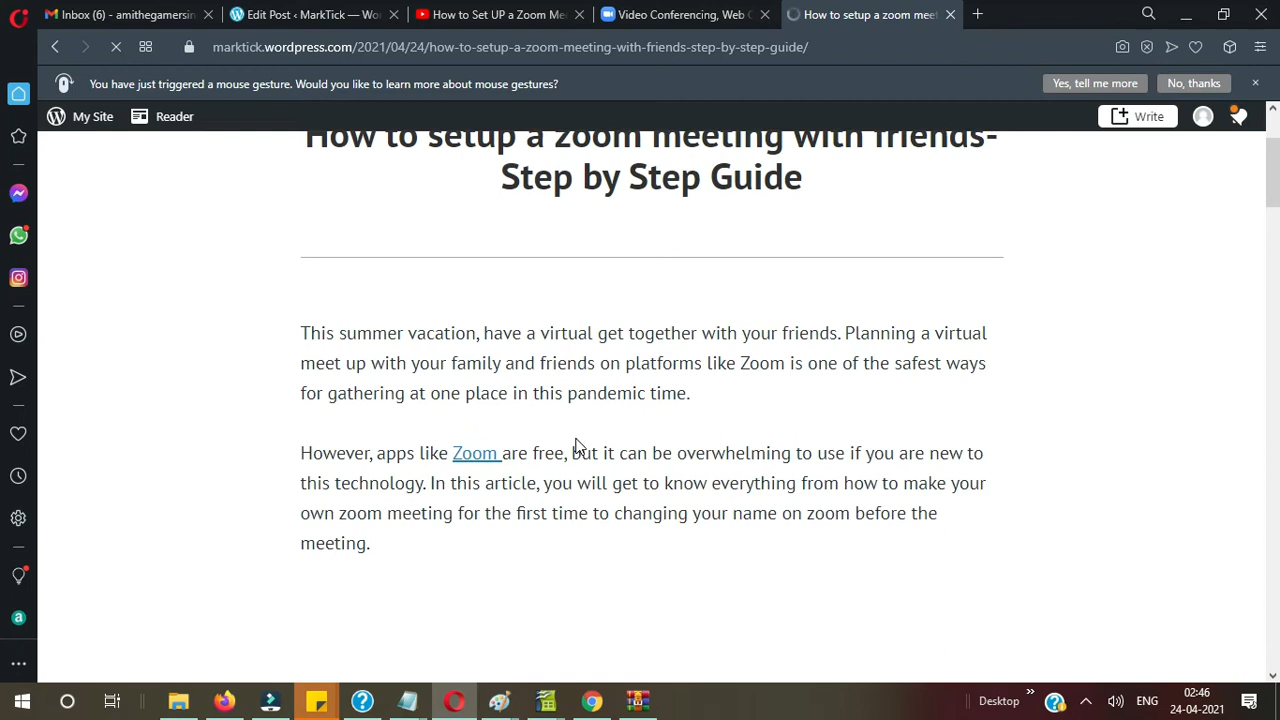 Inbox (6) - amithegamersin
Edit Post ‹ MarkTick — Wo
How to Set UP a Zoom Me
Video Conferencing, Web C
How to setup a zoom meet
marktick.wordpress.com/2021/04/24/how-to-setup-a-zoom-meeting-with-friends-step-by-step-guide/
You have just triggered a mouse gesture. Would you like to learn more about mouse gestures?
Yes, tell me more
No, thanks
My Site
Reader
Write
How to setup a zoom meeting with friends-
Step by Step Guide
This summer vacation, have a virtual get together with your friends. Planning a virtual
meet up with your family and friends on platforms like Zoom is one of the safest ways
for gathering at one place in this pandemic time.
However, apps like Zoom are free, but it can be overwhelming to use if you are new to
this technology. In this article, you will get to know everything from how to make your
own zoom meeting for the first time to changing your name on zoom before the
meeting.
Desktop
ENG
02:46
24-04-2021